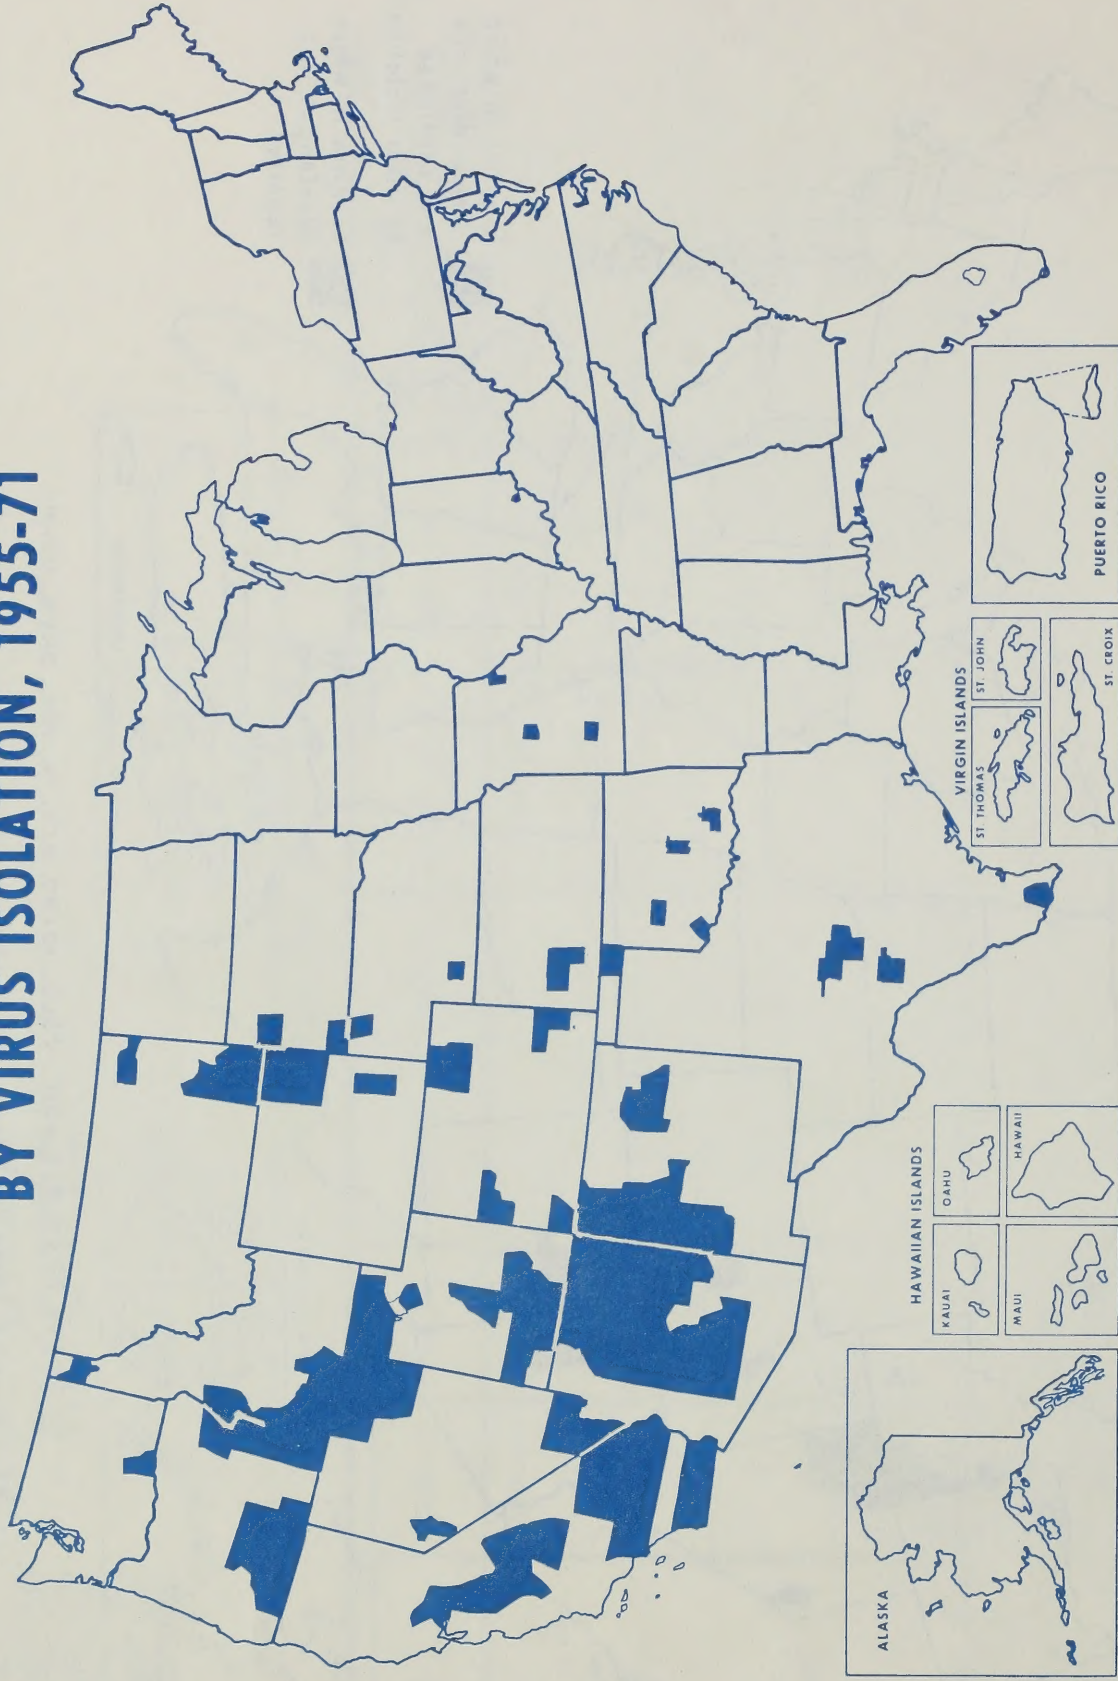 BY VIRUS ISOLATION, 1955-71
ALASKA
HAWAIIAN ISLANDS
KAUAI
OAHU
MAUI
HAWAII
VIRGIN ISLANDS
ST. THOMAS
ST. JOHN
ST. CROIX
PUERTO RICO